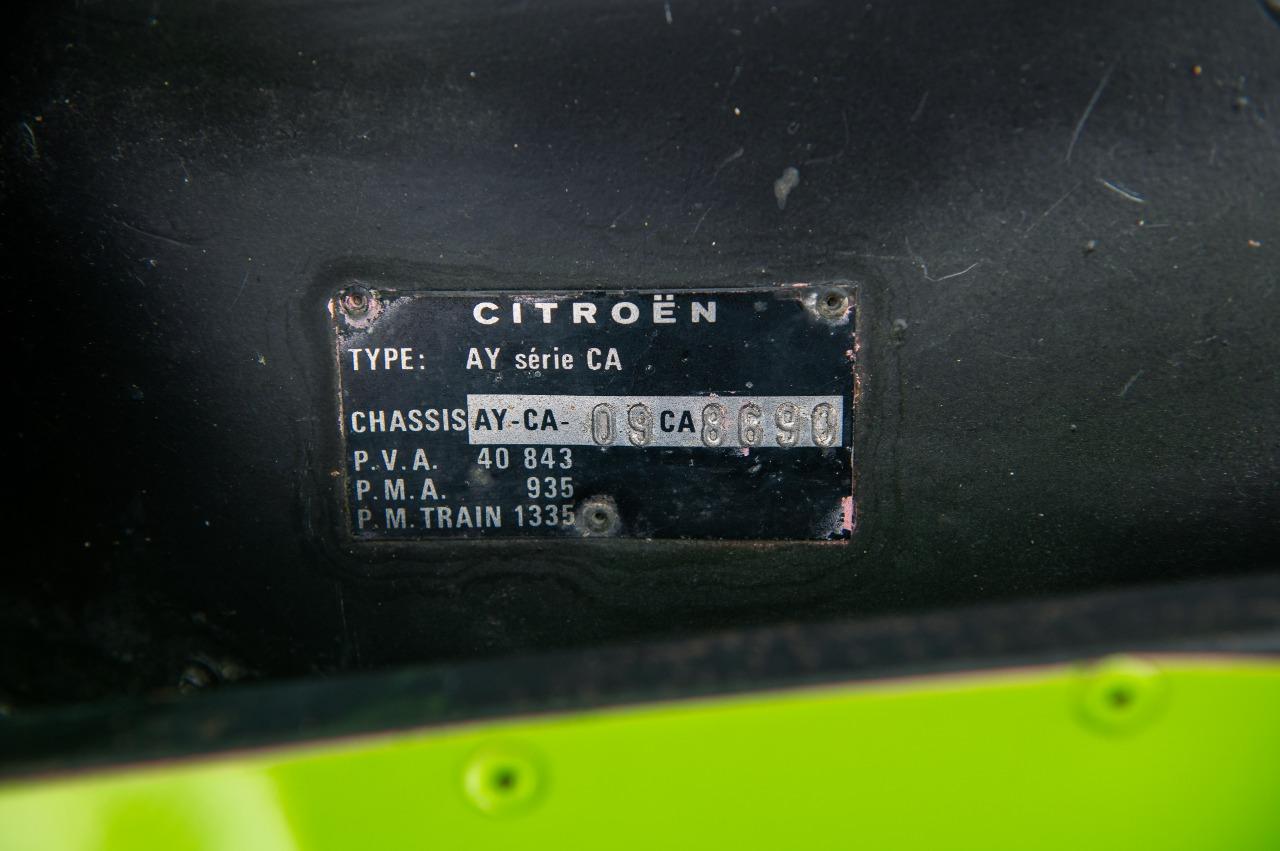 CITROËN
TYPE: AY série CA
CHASSIS AY-CA- 09 CA 8690
P.V.A. 40 843
P.M.A. 935
P.M.TRAIN 1335